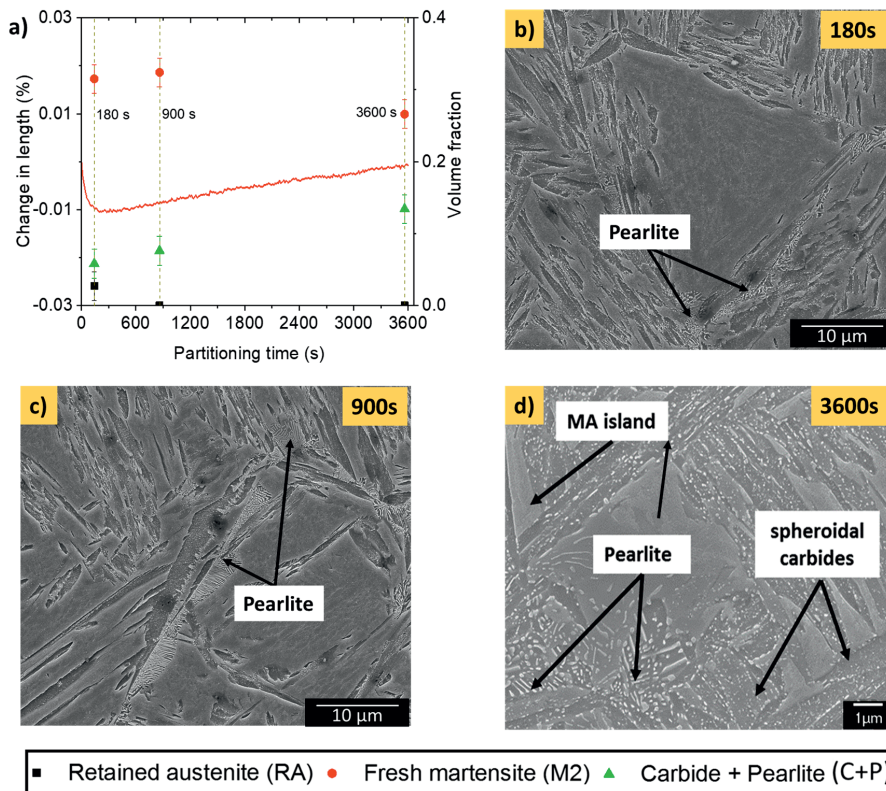 a)
0.03
0.01
-0.01
-0.03
Change in length (%)
0.4
0.2
0.0
Volume fraction
180 s
900 s
3600 s
0
600
1200
1800
2400
3000
3600
Partitioning time (s)
b)
180s
Pearlite
10 µm
c)
900s
Pearlite
10 µm
d)
3600s
MA island
Pearlite
spheroidal
carbides
1µm
Retained austenite (RA) Fresh martensite (M2) Carbide + Pearlite (C+P)